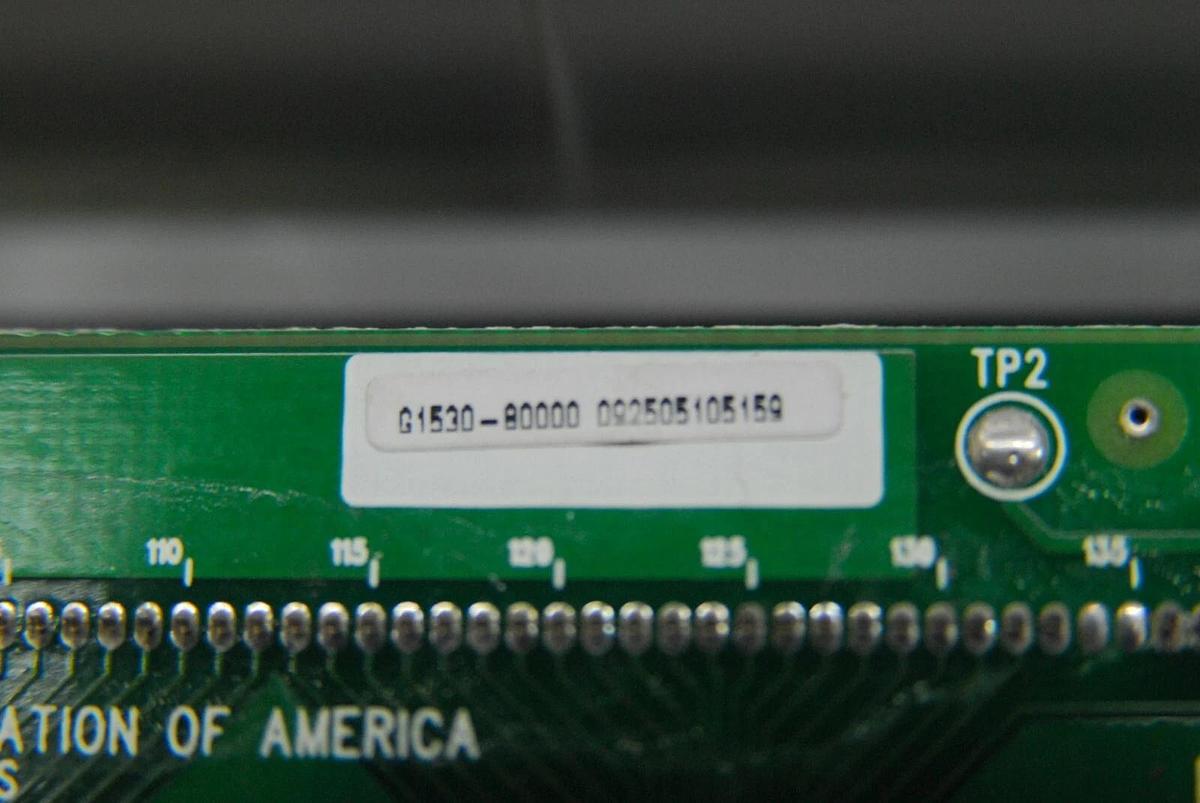 G1530-80000 092505105159
TP2
110 115 120 125 130 135
ATION OF AMERICA
S